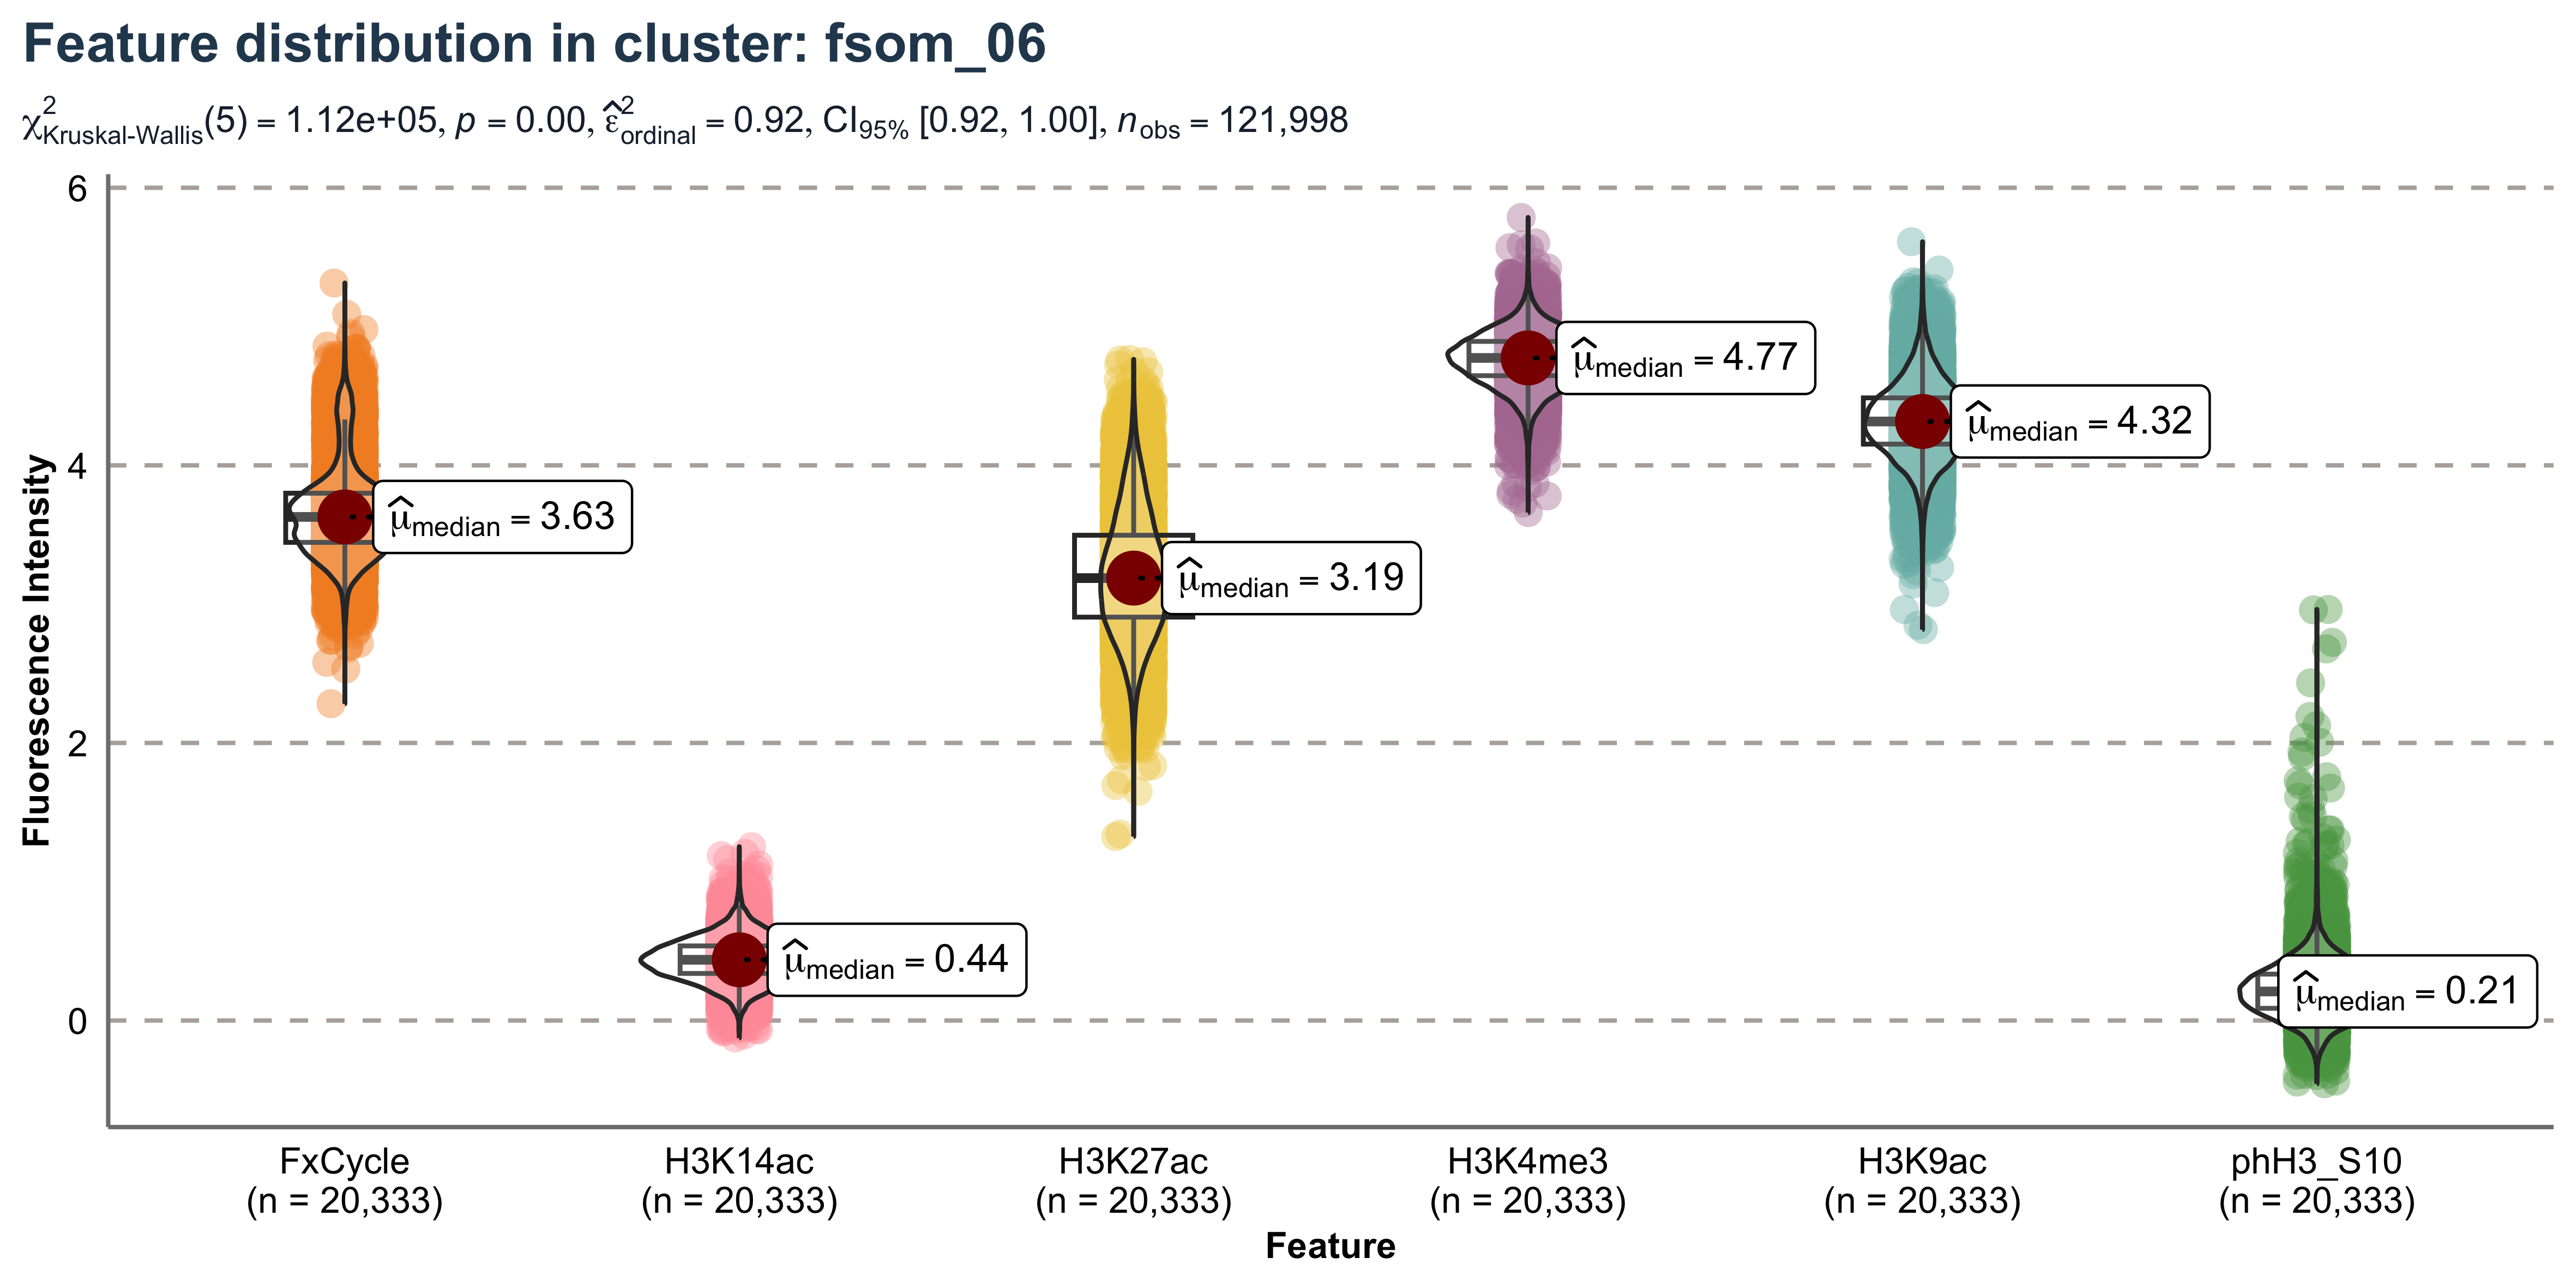 Feature distribution in cluster: fsom_06
χ²Kruskal-Wallis(5) = 1.12e+05, p = 0.00, ε̂²ordinal = 0.92, CI95% [0.92, 1.00], nobs = 121,998
Fluorescence Intensity
6
4
2
0
μ̂median = 3.63
μ̂median = 0.44
μ̂median = 3.19
μ̂median = 4.77
μ̂median = 4.32
μ̂median = 0.21
FxCycle
(n = 20,333)
H3K14ac
(n = 20,333)
H3K27ac
(n = 20,333)
H3K4me3
(n = 20,333)
H3K9ac
(n = 20,333)
phH3_S10
(n = 20,333)
Feature